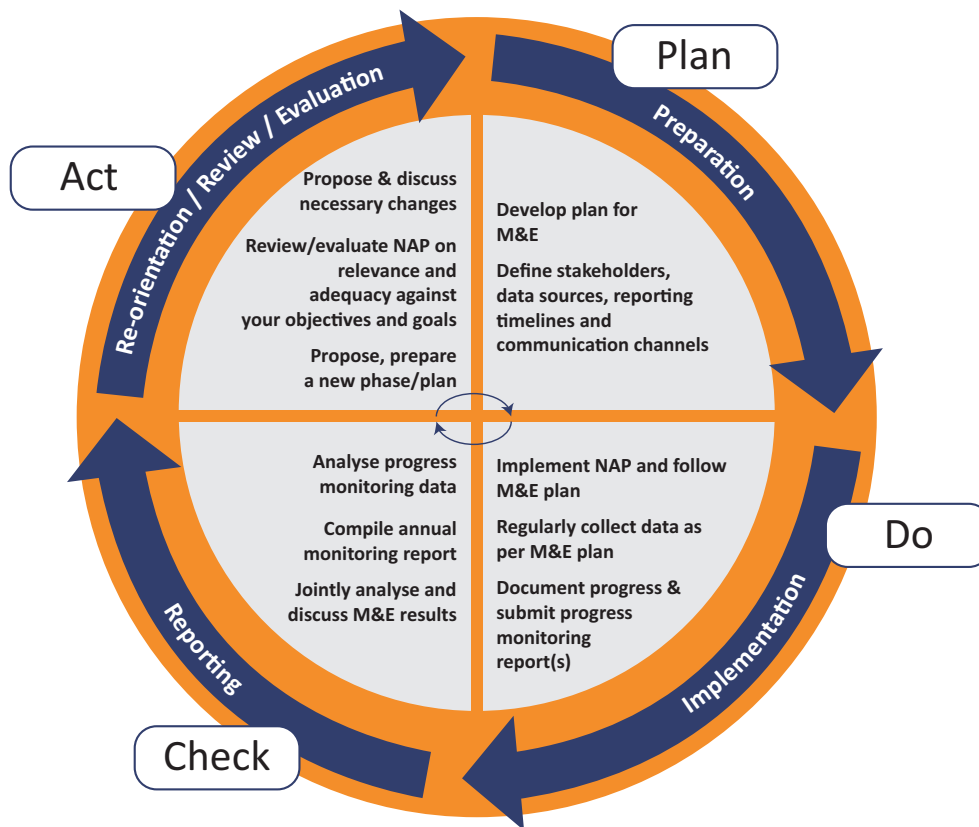 Plan
Preparation
Develop plan for
M&E
Define stakeholders,
data sources, reporting
timelines and
communication channels
Do
Implementation
Implement NAP and follow
M&E plan
Regularly collect data as
per M&E plan
Document progress &
submit progress
monitoring
report(s)
Check
Reporting
Analyse progress
monitoring data
Compile annual
monitoring report
Jointly analyse and
discuss M&E results
Act
Re-orientation / Review / Evaluation
Propose & discuss
necessary changes
Review/evaluate NAP on
relevance and
adequacy against
your objectives and goals
Propose, prepare
a new phase/plan